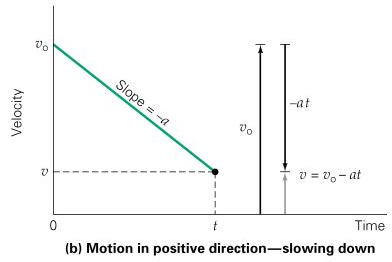 v₀
Slope = –a
Velocity
v₀
–at
v
v = v₀ – at
0
t
Time
(b) Motion in positive direction—slowing down